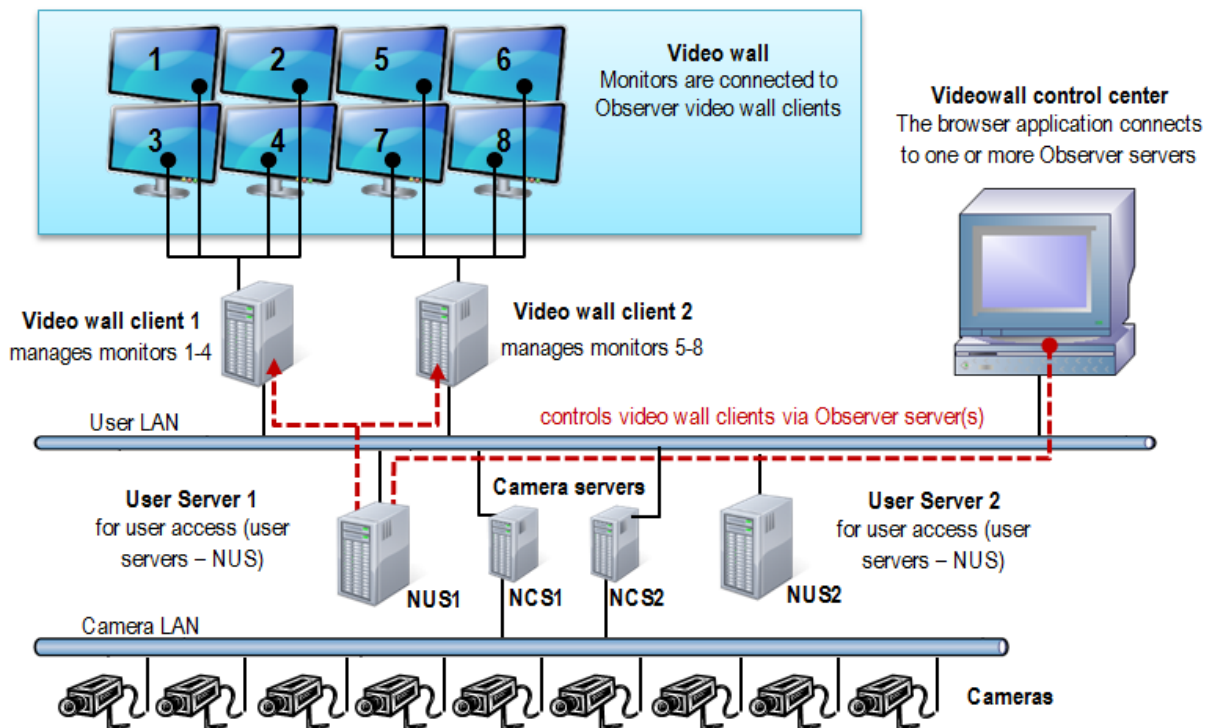 1
2
5
6
3
4
7
8
Video wall
Monitors are connected to
Observer video wall clients
Videowall control center
The browser application connects
to one or more Observer servers
Video wall client 1
manages monitors 1-4
Video wall client 2
manages monitors 5-8
User LAN
controls video wall clients via Observer server(s)
User Server 1
for user access (user
servers – NUS)
Camera servers
User Server 2
for user access (user
servers – NUS)
NUS1
NCS1
NCS2
NUS2
Camera LAN
Cameras